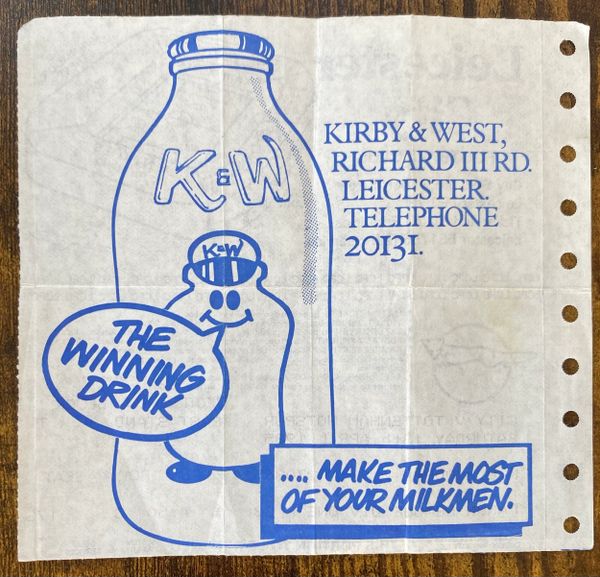 K&W
KIRBY & WEST,
RICHARD III RD.
LEICESTER.
TELEPHONE
20131.
K&W
THE
WINNING
DRINK
.... MAKE THE MOST
OF YOUR MILKMEN.